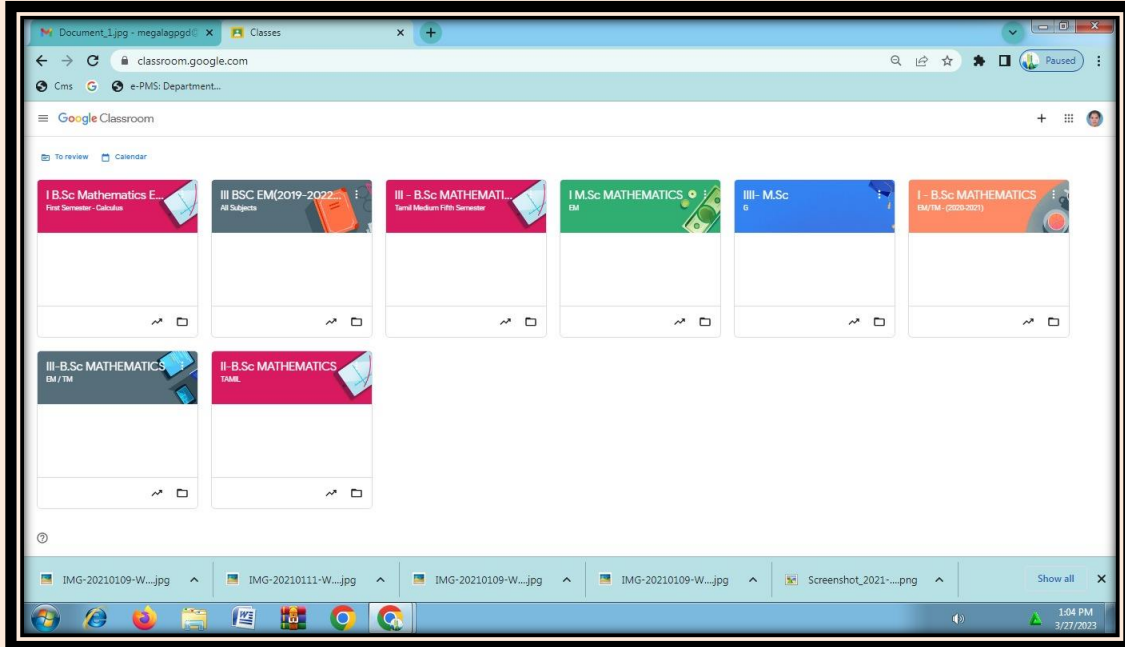 Document_1.jpg - megalagpgd
Classes
classroom.google.com
Paused
Cms
e-PMS: Department...
Google Classroom
To review
Calendar
I B.Sc Mathematics E...
First Semester - Calculus
III BSC EM(2019-2022...
All Subjects
III - B.Sc MATHEMATI...
Tamil Medium Fifth Semester
I M.Sc MATHEMATICS
EM
IIII- M.Sc
G
I - B.Sc MATHEMATICS
EM/TM - (2020-2021)
III-B.Sc MATHEMATICS
EM / TM
II-B.Sc MATHEMATICS
TAMIL
IMG-20210109-W....jpg
IMG-20210111-W....jpg
IMG-20210109-W....jpg
IMG-20210109-W....jpg
Screenshot_2021-....png
Show all
1:04 PM
3/27/2023